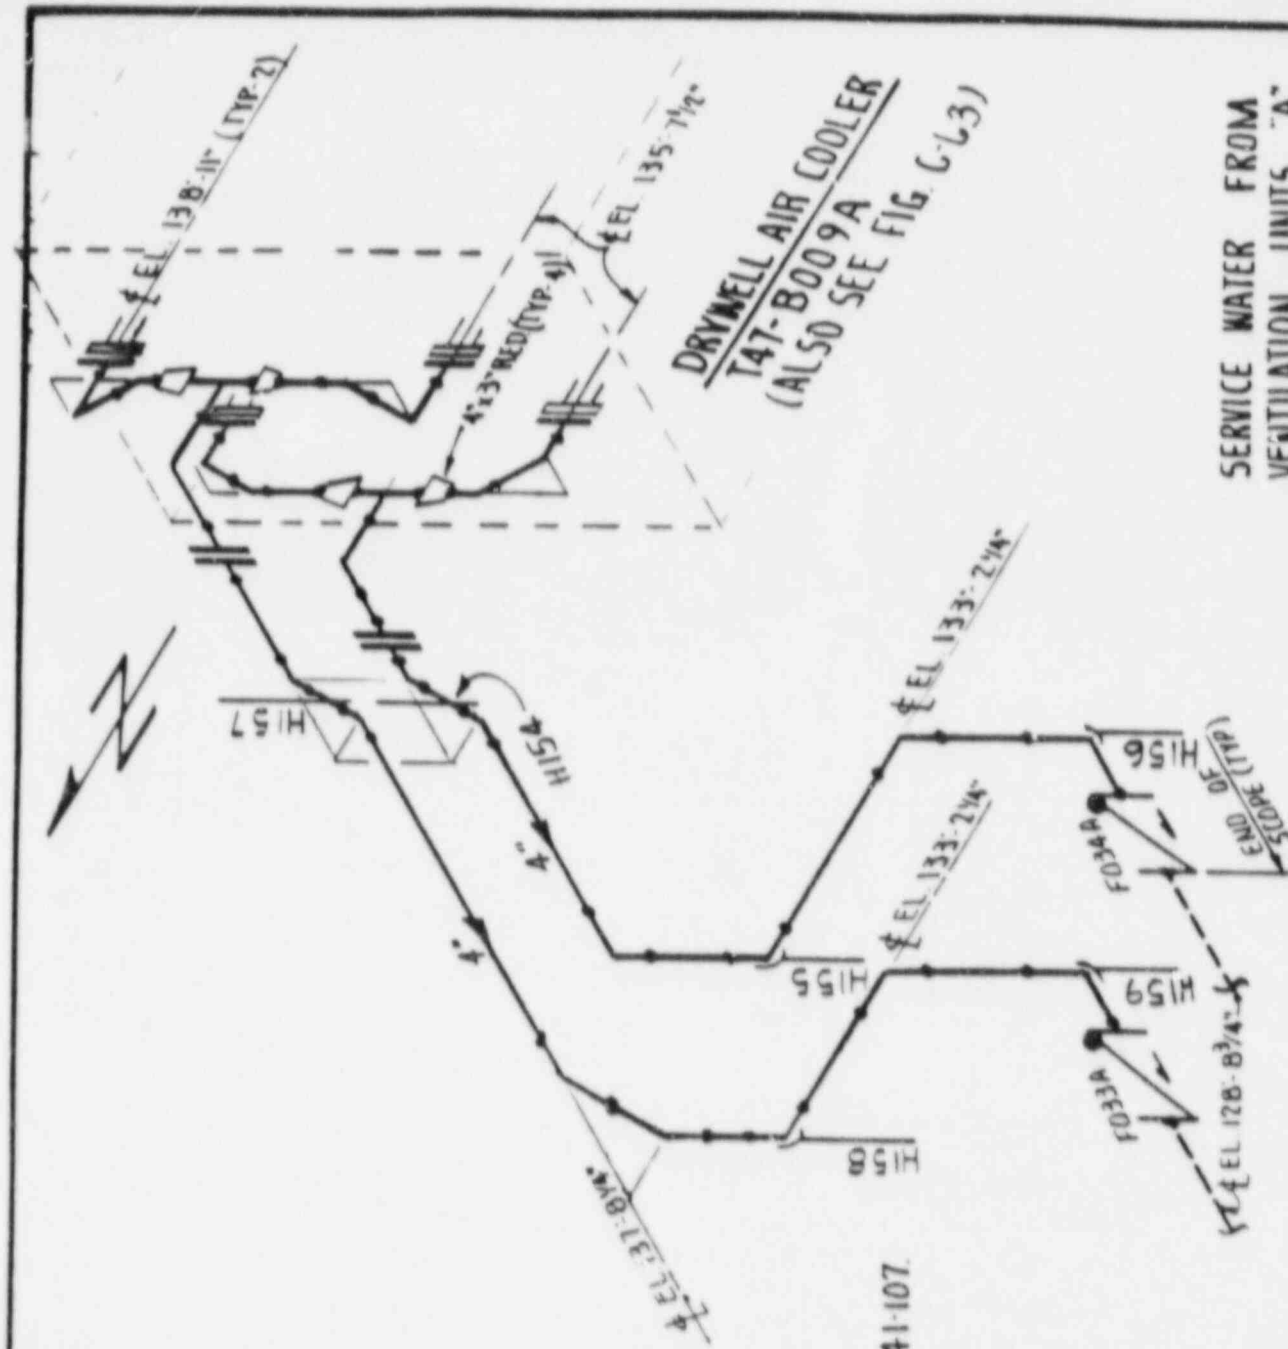 ℄ EL 138'-11" (TYP-2)
℄ EL 135'-7½"
4"x3" RED (TYP-4)
DRYWELL AIR COOLER
T47-B009A
(ALSO SEE FIG. C-63)
SERVICE WATER FROM
VENTILATION UNITS "A"
H157
H154
4"
4"
℄ EL 133'-2¼"
℄ EL 133'-2¼"
H156
F034A
END OF
SCOPE (TYP)
H155
H159
F033A
℄ EL 128'-8¾"
H158
℄ EL 137'-8¼"
41-107.